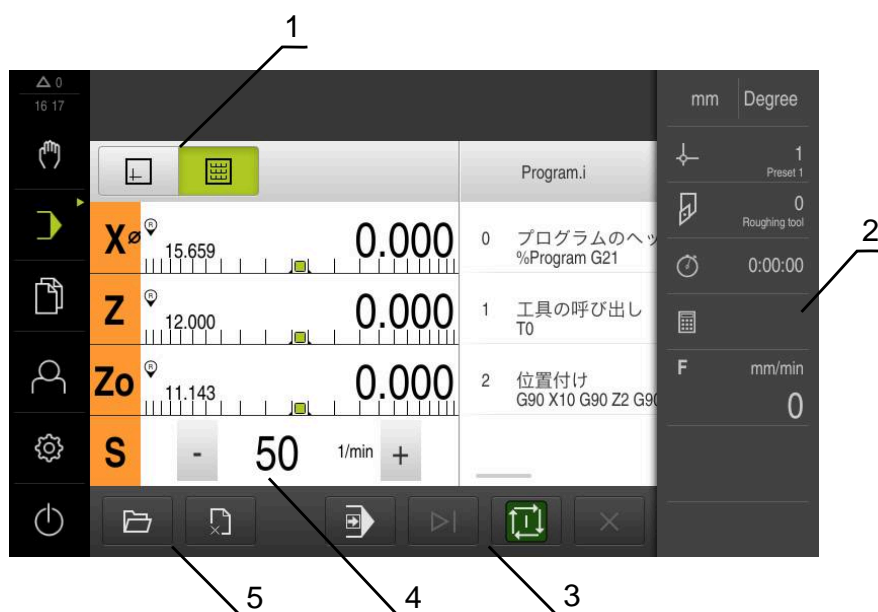 1
0
16 17
mm Degree
1
Preset 1
Program.i
0
Roughing tool
2
X⌀ R 15.659 0.000
0 プログラムのヘッ
%Program G21
0:00:00
Z R 12.000 0.000
1 工具の呼び出し
T0
Zo R 11.143 0.000
2 位置付け
G90 X10 G90 Z2 G90
F mm/min
0
S - 50 1/min +
5 4 3